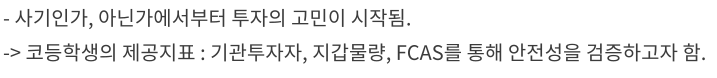 - 사기인가, 아닌가에서부터 투자의 고민이 시작됨.
-> 코등학생의 제공지표 : 기관투자자, 지갑물량, FCAS를 통해 안전성을 검증하고자 함.